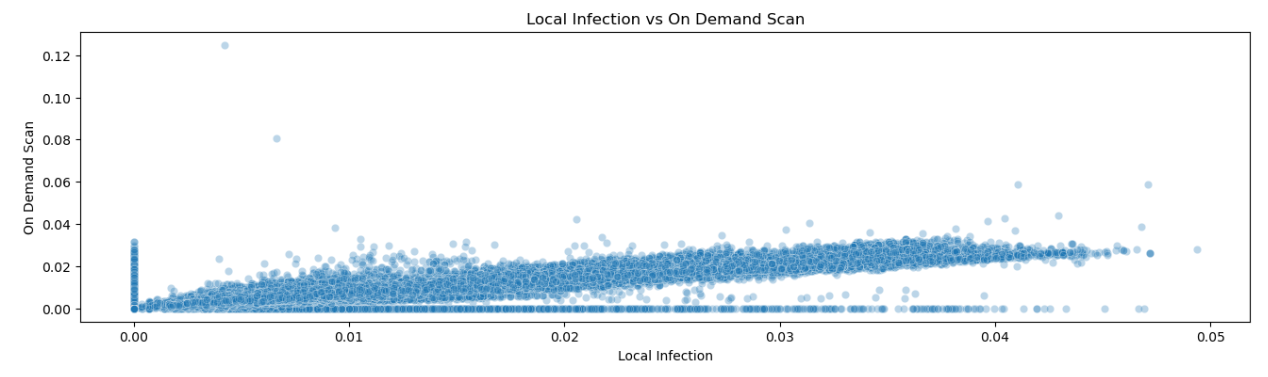 Local Infection vs On Demand Scan
0.12
0.10
0.08
0.06
0.04
0.02
0.00
On Demand Scan
0.00 0.01 0.02 0.03 0.04 0.05
Local Infection